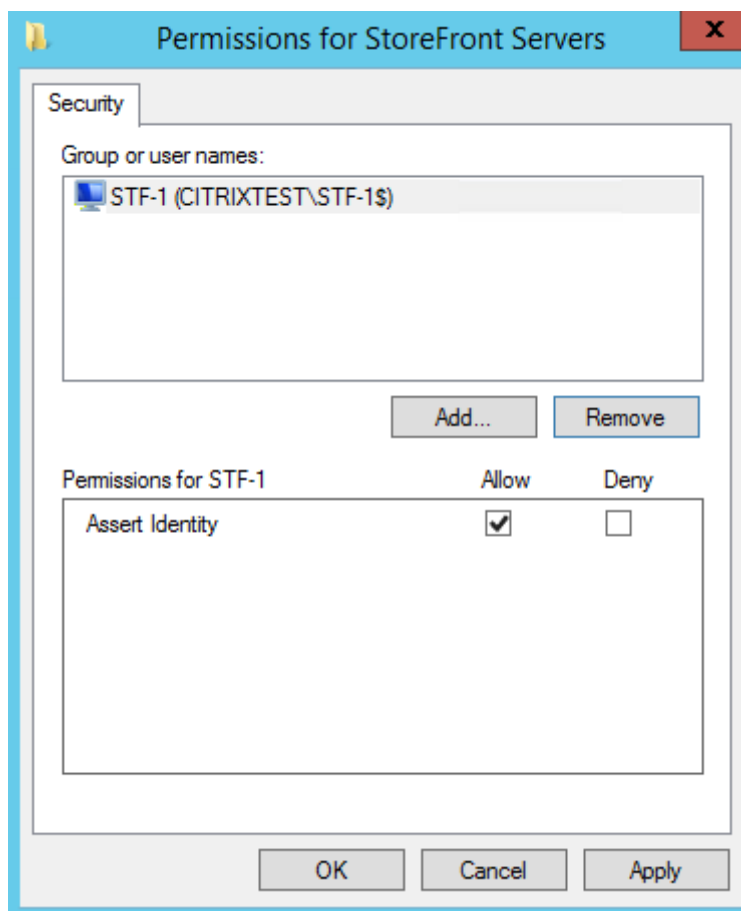 Permissions for StoreFront Servers
x
Security
Group or user names:
STF-1 (CITRIXTEST\STF-1$)
Add... Remove
Permissions for STF-1 Allow Deny
Assert Identity
OK Cancel Apply